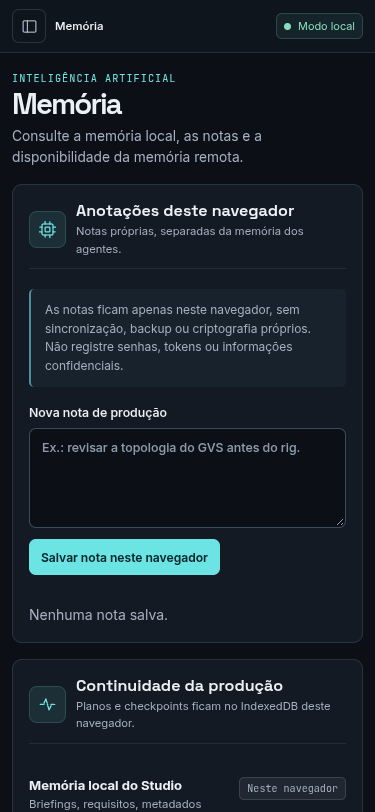 Memória
Modo local
INTELIGÊNCIA ARTIFICIAL
Memória
Consulte a memória local, as notas e a
disponibilidade da memória remota.
Anotações deste navegador
Notas próprias, separadas da memória dos
agentes.
As notas ficam apenas neste navegador, sem
sincronização, backup ou criptografia próprios.
Não registre senhas, tokens ou informações
confidenciais.
Nova nota de produção
Ex.: revisar a topologia do GVS antes do rig.
Salvar nota neste navegador
Nenhuma nota salva.
Continuidade da produção
Planos e checkpoints ficam no IndexedDB deste
navegador.
Memória local do Studio
Neste navegador
Briefings, requisitos, metadados